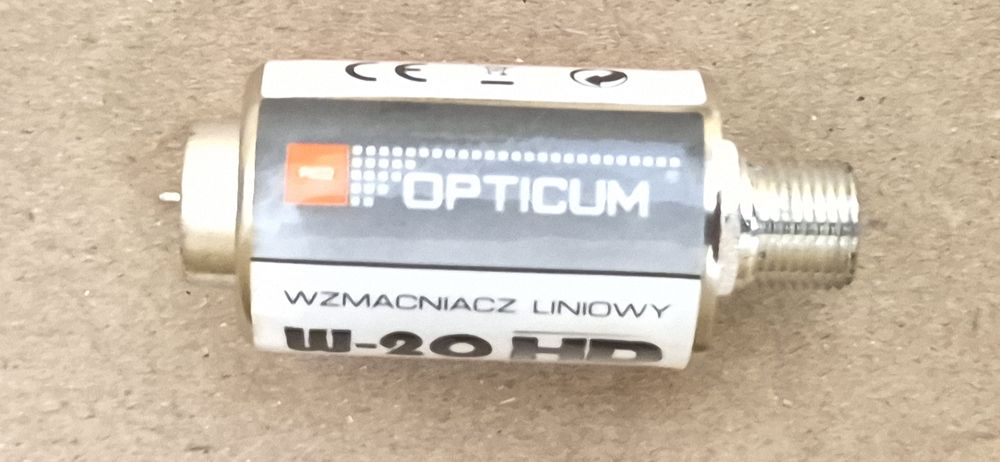 CE
OPTICUM
WZMACNIACZ LINIOWY
W-20 HD